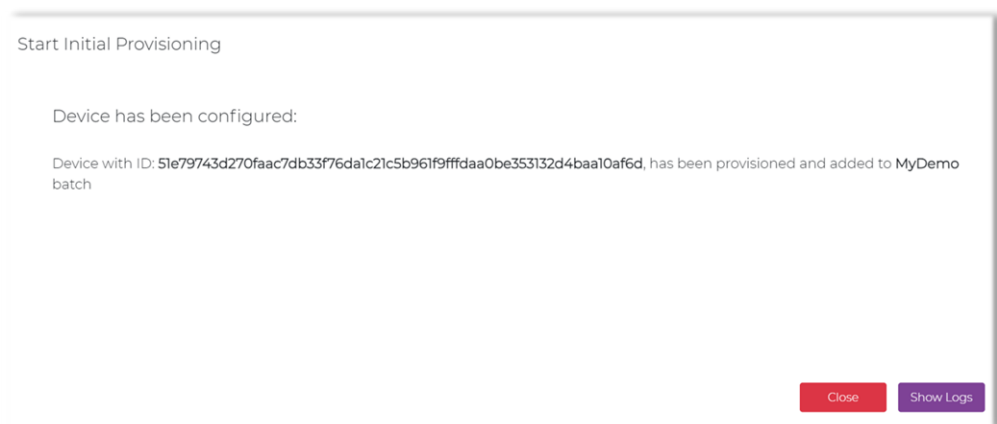 Start Initial Provisioning
Device has been configured:
Device with ID: 51e79743d270faac7db33f76da1c21c5b961f9fffdaa0be353132d4baa10af6d, has been provisioned and added to MyDemo
batch
Close
Show Logs